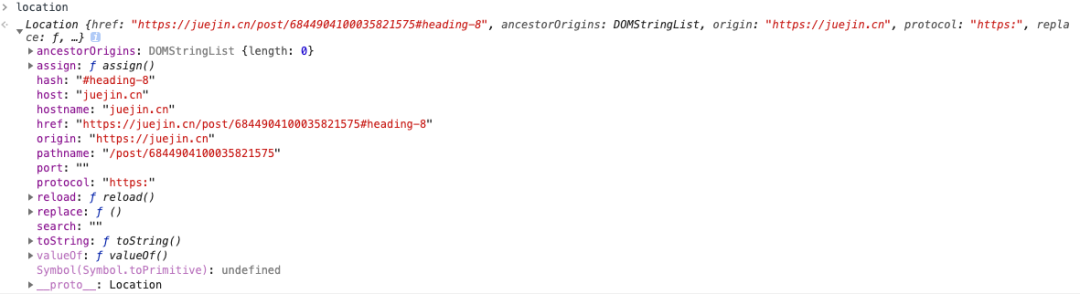 > location
< Location {href: "https://juejin.cn/post/6844904100035821575#heading-8", ancestorOrigins: DOMStringList, origin: "https://juejin.cn", protocol: "https:", repla
ce: ƒ, …} i
ancestorOrigins: DOMStringList {length: 0}
assign: ƒ assign()
hash: "#heading-8"
host: "juejin.cn"
hostname: "juejin.cn"
href: "https://juejin.cn/post/6844904100035821575#heading-8"
origin: "https://juejin.cn"
pathname: "/post/6844904100035821575"
port: ""
protocol: "https:"
reload: ƒ reload()
replace: ƒ ()
search: ""
toString: ƒ toString()
valueOf: ƒ valueOf()
Symbol(Symbol.toPrimitive): undefined
__proto__: Location